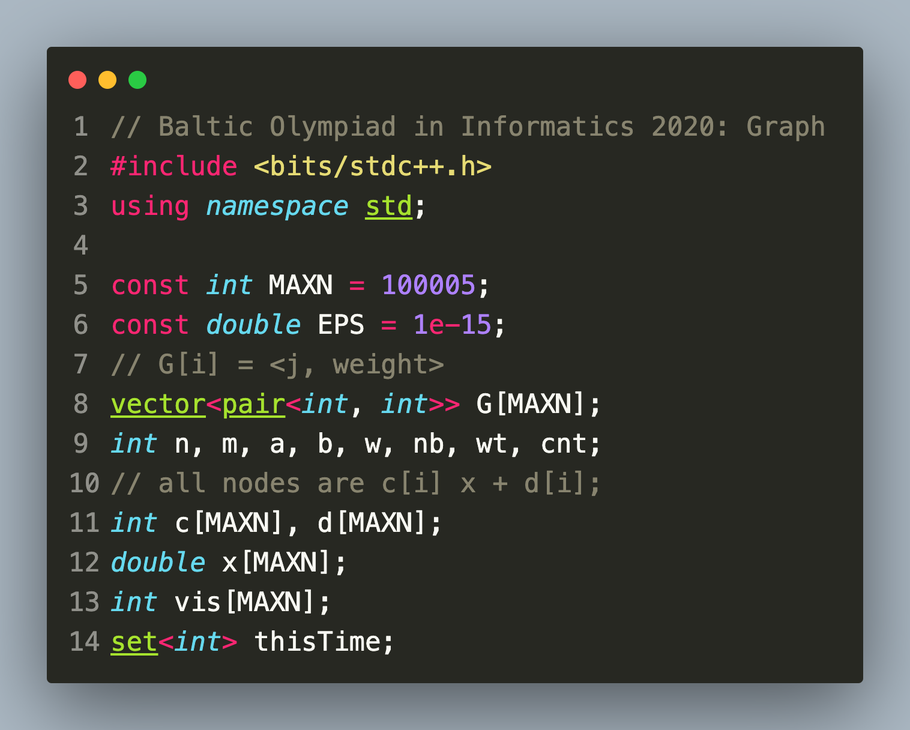 1 // Baltic Olympiad in Informatics 2020: Graph
2 #include <bits/stdc++.h>
3 using namespace std;
4
5 const int MAXN = 100005;
6 const double EPS = 1e-15;
7 // G[i] = <j, weight>
8 vector<pair<int, int>> G[MAXN];
9 int n, m, a, b, w, nb, wt, cnt;
10 // all nodes are c[i] x + d[i];
11 int c[MAXN], d[MAXN];
12 double x[MAXN];
13 int vis[MAXN];
14 set<int> thisTime;